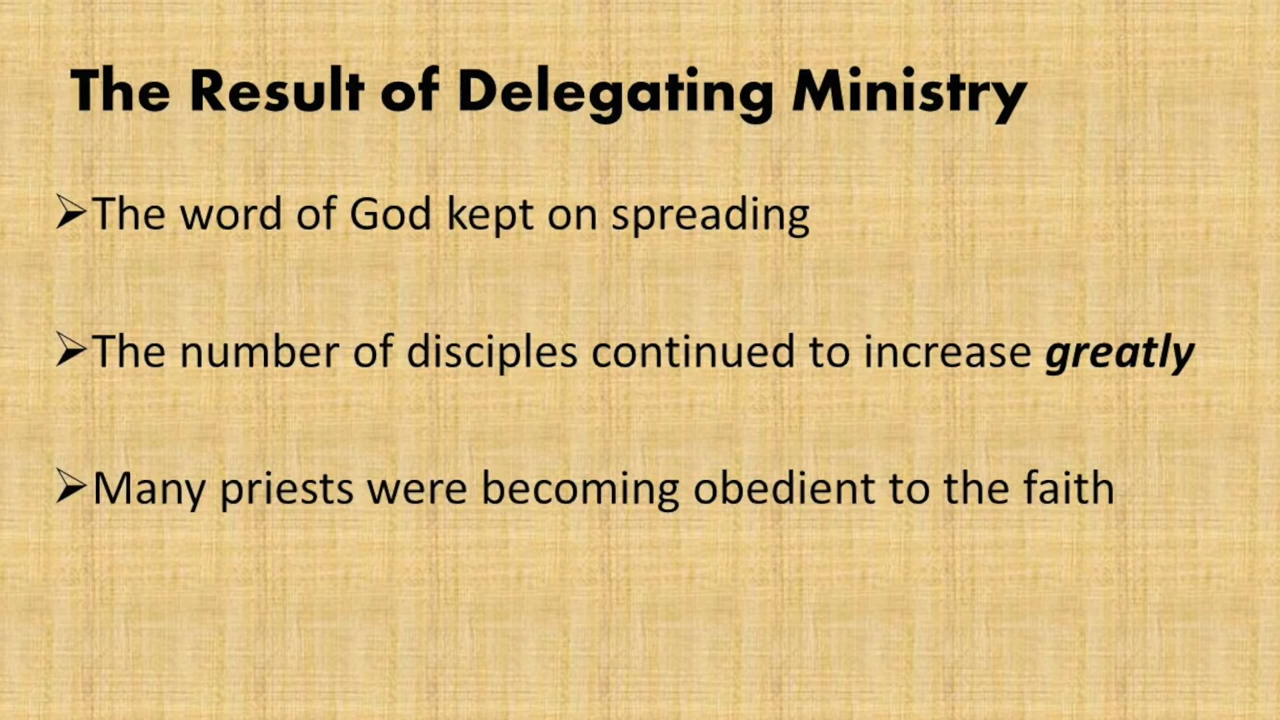 The Result of Delegating Ministry
➢The word of God kept on spreading
➢The number of disciples continued to increase greatly
➢Many priests were becoming obedient to the faith